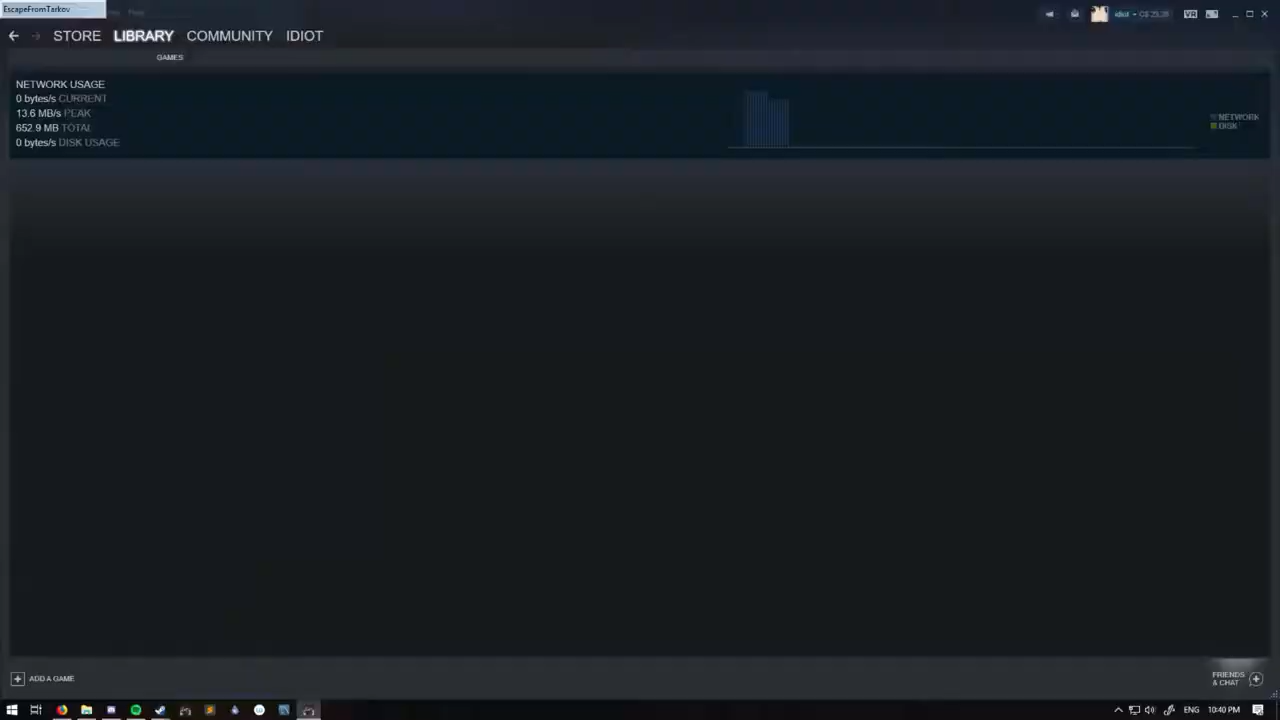 EscapeFromTarkov
idiot
STORE LIBRARY COMMUNITY IDIOT
GAMES
NETWORK USAGE
0 bytes/s CURRENT
13.6 MB/s PEAK
652.9 MB TOTAL
0 bytes/s DISK USAGE
NETWORK
DISK
ADD A GAME
FRIENDS
& CHAT
ENG 10:40 PM